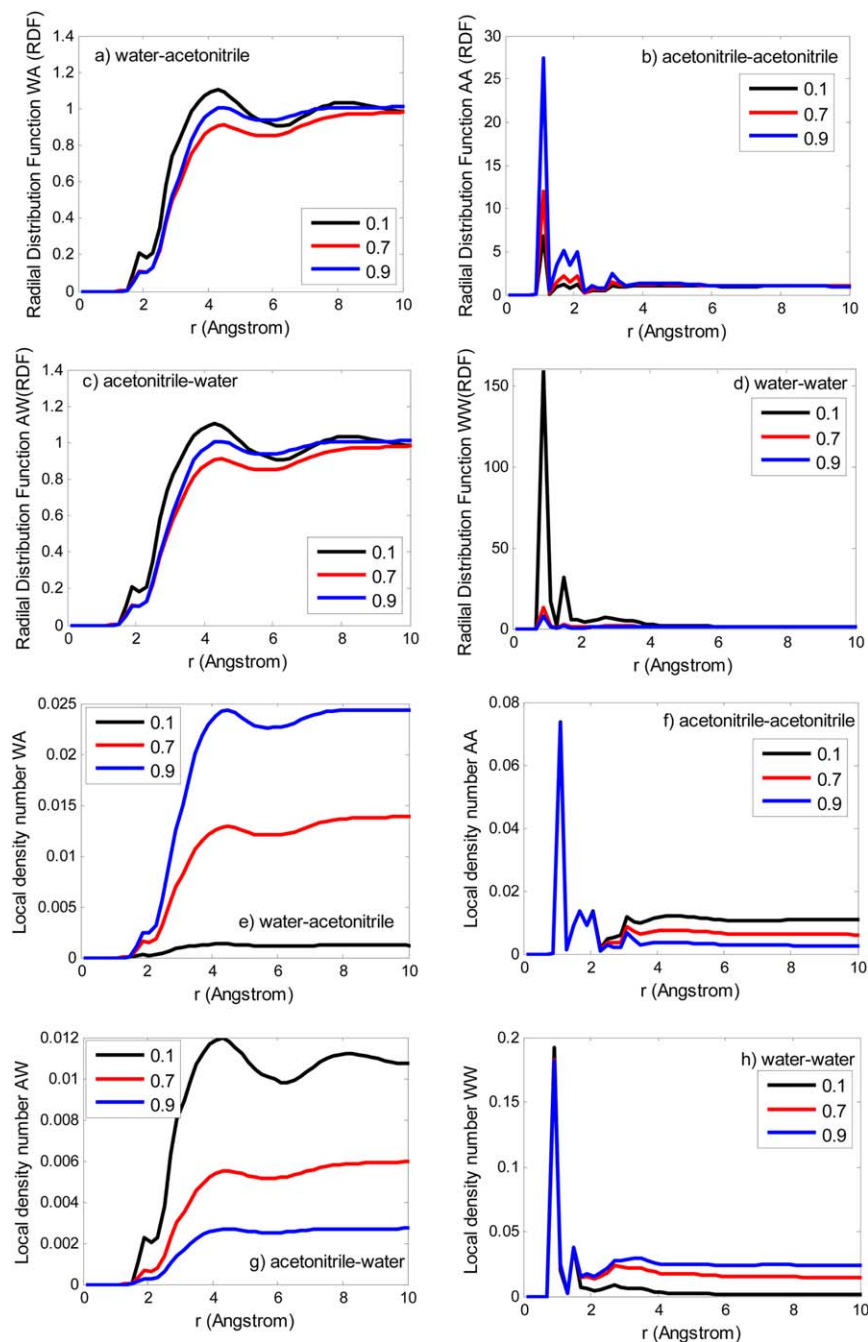 Radilal Distribution Function WA (RDF)
1.4
1.2
1
0.8
0.6
0.4
0.2
0
a) water-acetonitrile
0.1
0.7
0.9
0 2 4 6 8 10
r (Angstrom)
Radilal Distribution Function AA (RDF)
30
25
20
15
10
5
0
b) acetonitrile-acetonitrile
0.1
0.7
0.9
0 2 4 6 8 10
r (Angstrom)
Radilal Distribution Function AW(RDF)
1.4
1.2
1
0.8
0.6
0.4
0.2
0
c) acetonitrile-water
0.1
0.7
0.9
0 2 4 6 8 10
r (Angstrom)
Radilal Distribution Function WW(RDF)
150
100
50
0
d) water-water
0.1
0.7
0.9
0 2 4 6 8 10
r (Angstrom)
Local density number WA
0.025
0.02
0.015
0.01
0.005
0
0.1
0.7
0.9
e) water-acetonitrile
0 2 4 6 8 10
r (Angstrom)
Local density number AA
0.08
0.06
0.04
0.02
0
f) acetonitrile-acetonitrile
0.1
0.7
0.9
0 2 4 6 8 10
r (Angstrom)
Local density number AW
0.012
0.01
0.008
0.006
0.004
0.002
0
0.1
0.7
0.9
g) acetonitrile-water
0 2 4 6 8 10
r (Angstrom)
Local density number WW
0.2
0.15
0.1
0.05
0
h) water-water
0.1
0.7
0.9
0 2 4 6 8 10
r (Angstrom)